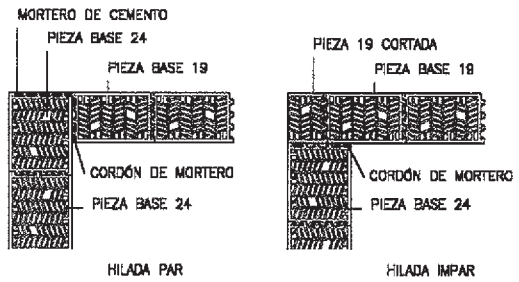 MORTERO DE CEMENTO
PIEZA BASE 24
PIEZA BASE 19
CORDÓN DE MORTERO
PIEZA BASE 24
HILADA PAR
PIEZA 19 CORTADA
PIEZA BASE 19
CORDÓN DE MORTERO
PIEZA BASE 24
HILADA IMPAR